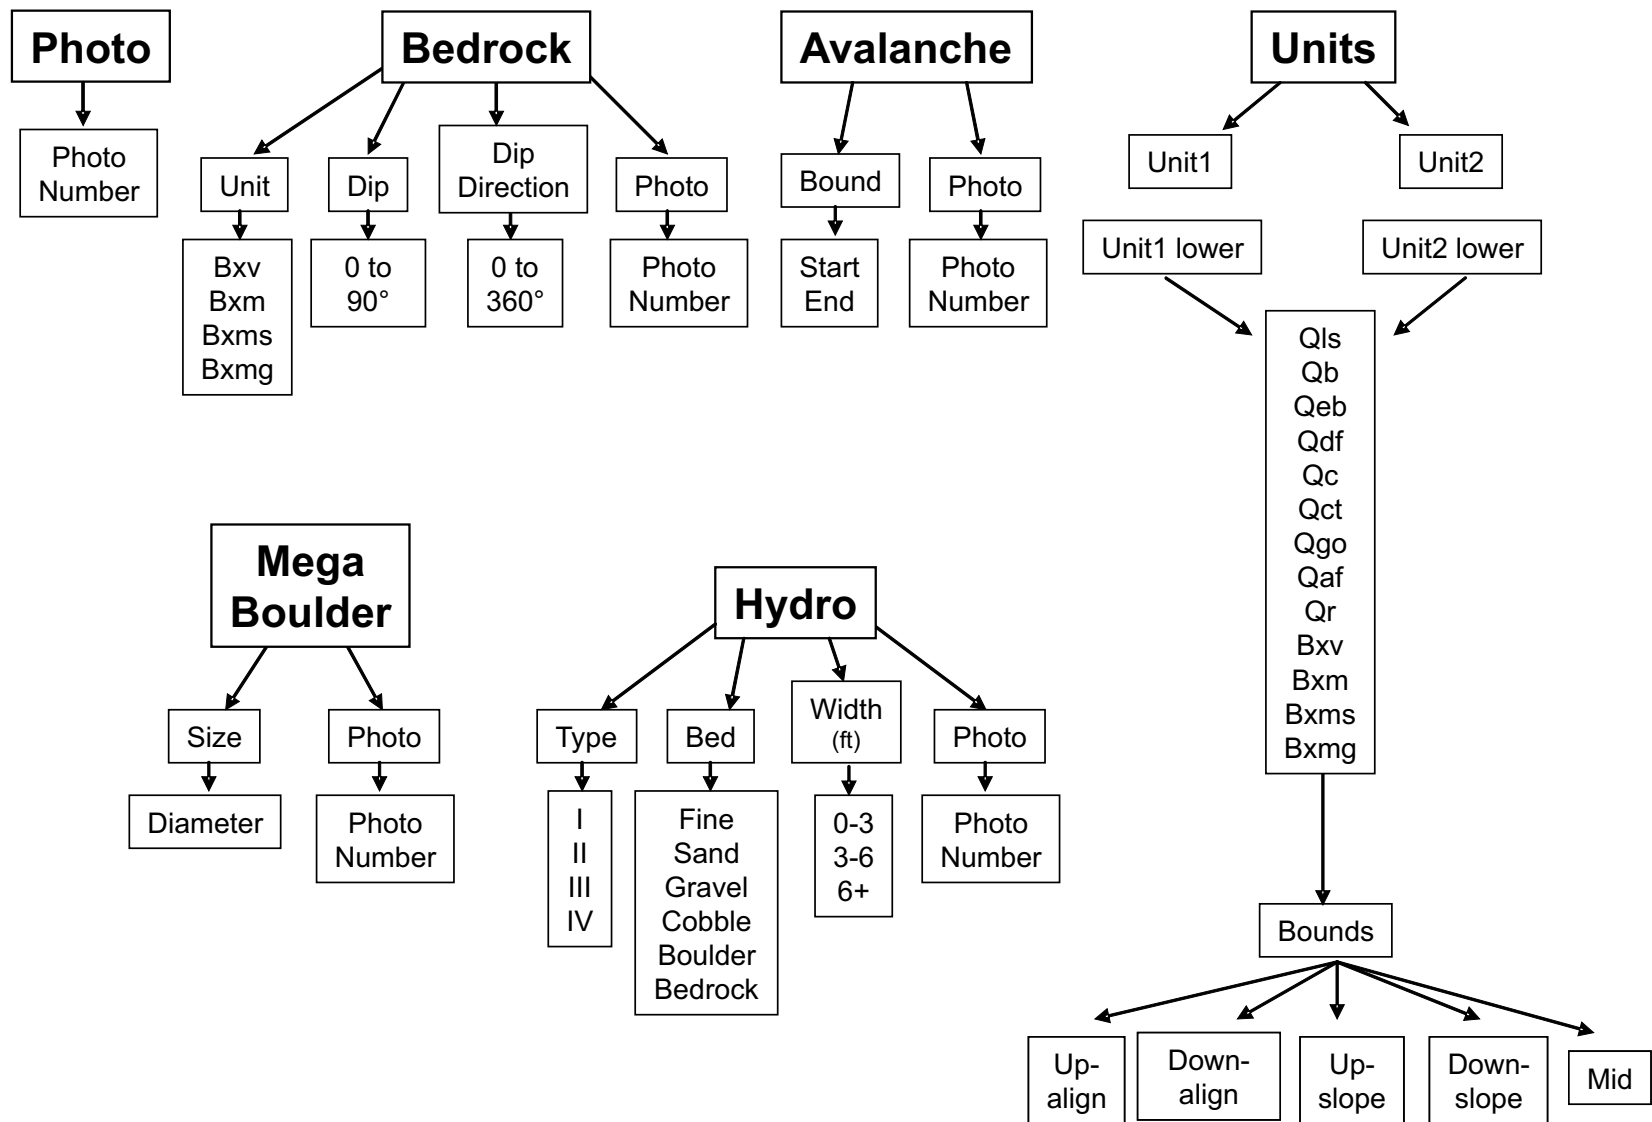 Photo
Photo
Number
Bedrock
Unit
Bxv
Bxm
Bxms
Bxmg
Dip
0 to
90°
Dip
Direction
0 to
360°
Photo
Photo
Number
Avalanche
Bound
Start
End
Photo
Photo
Number
Units
Unit1
Unit2
Unit1 lower
Unit2 lower
Qls
Qb
Qeb
Qdf
Qc
Qct
Qgo
Qaf
Qr
Bxv
Bxm
Bxms
Bxmg
Bounds
Up-
align
Down-
align
Up-
slope
Down-
slope
Mid
Mega
Boulder
Size
Diameter
Photo
Photo
Number
Hydro
Type
I
II
III
IV
Bed
Fine
Sand
Gravel
Cobble
Boulder
Bedrock
Width
(ft)
0-3
3-6
6+
Photo
Photo
Number